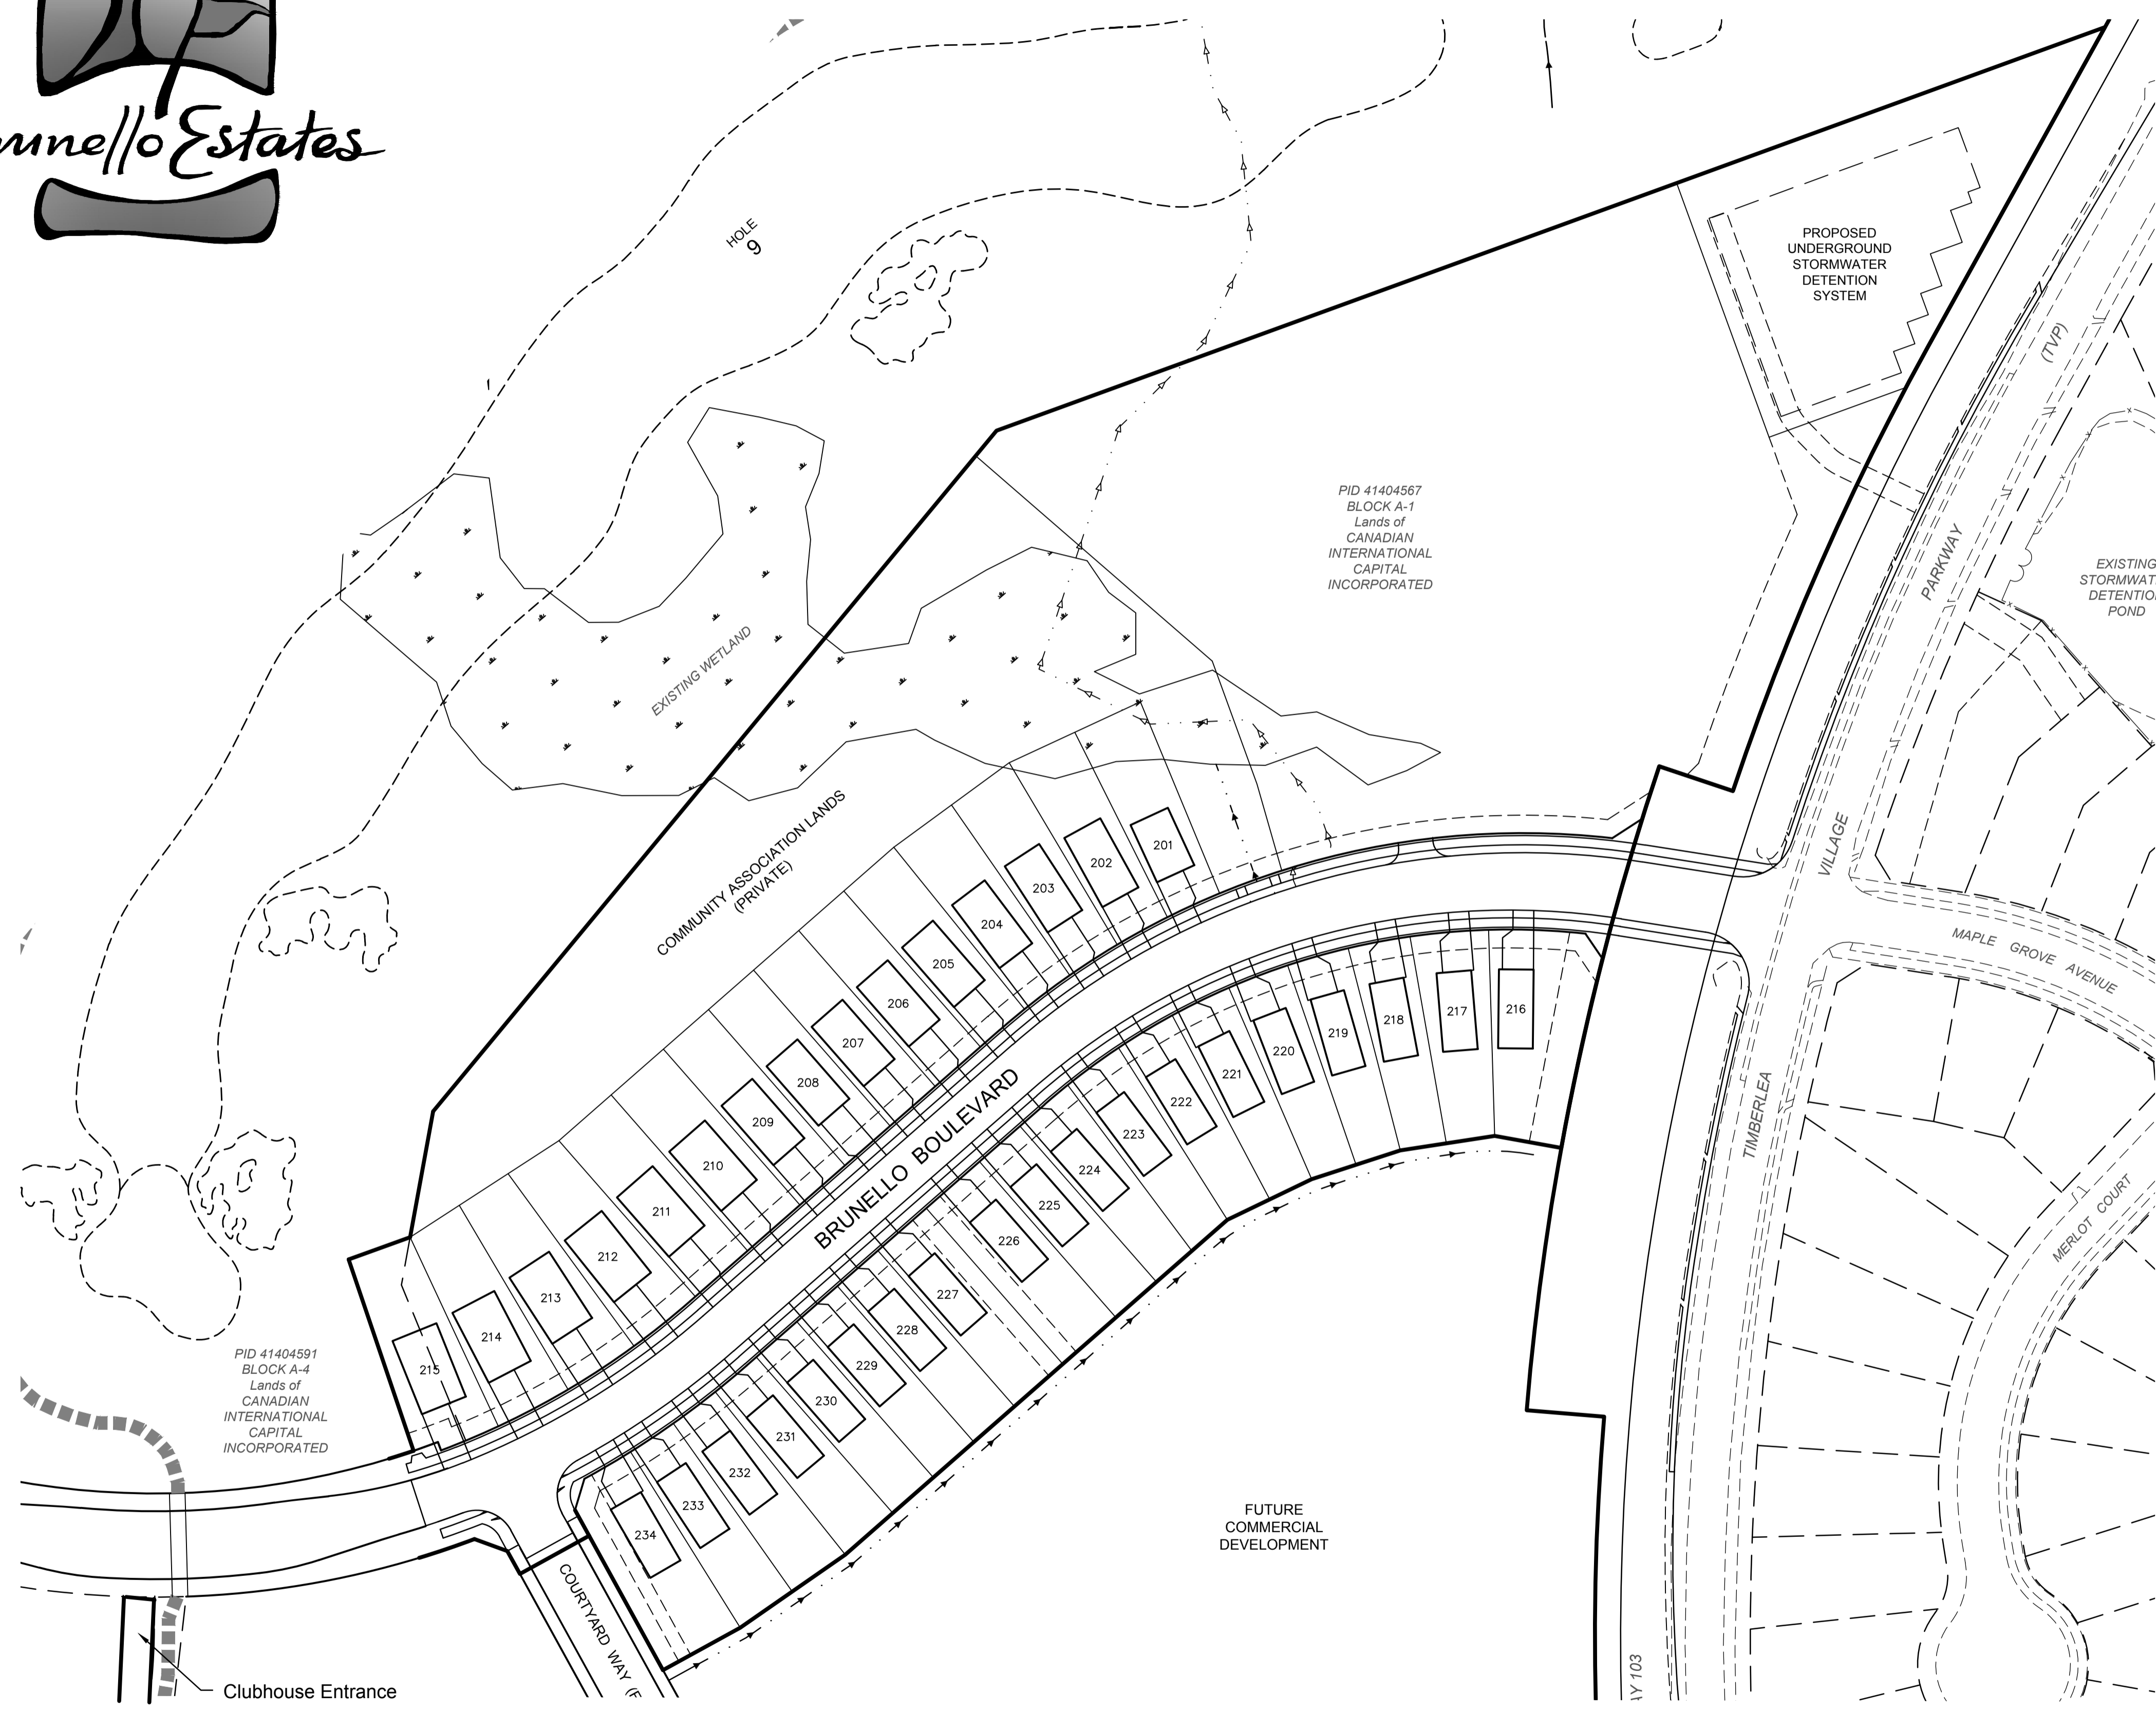 Estates
HOLE
9
PROPOSED
UNDERGROUND
STORMWATER
DETENTION
SYSTEM
(TVP)
PARKWAY
VILLAGE
TIMBERLEA
PID 41404567
BLOCK A-1
Lands of
CANADIAN
INTERNATIONAL
CAPITAL
INCORPORATED
EXISTING
STORMWAT
DETENTIO
POND
EXISTING WETLAND
COMMUNITY ASSOCIATION LANDS
(PRIVATE)
201
202
203
204
205
206
207
208
209
210
211
212
213
214
215
BRUNELLO BOULEVARD
216
217
218
219
220
221
222
223
224
225
226
227
228
229
230
231
232
233
234
MAPLE GROVE AVENUE
MERLOT COURT
PID 41404591
BLOCK A-4
Lands of
CANADIAN
INTERNATIONAL
CAPITAL
INCORPORATED
FUTURE
COMMERCIAL
DEVELOPMENT
COURTYARD WAY
AY 103
Clubhouse Entrance